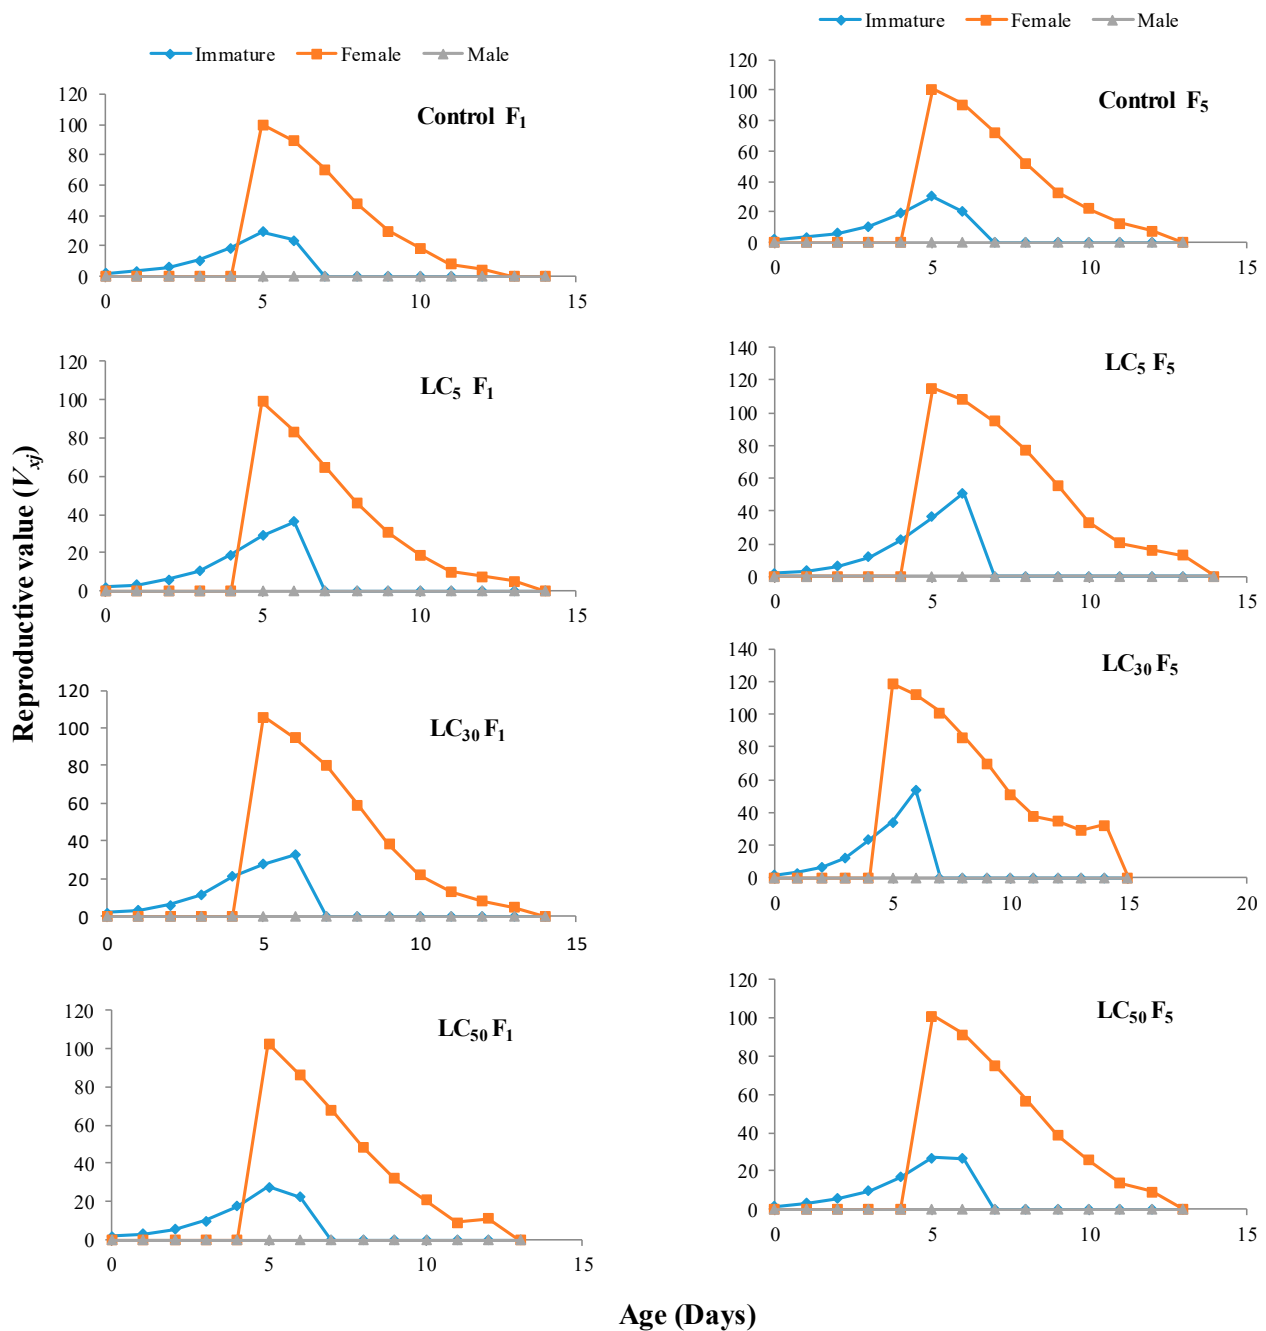 Immature Female Male
Immature Female Male
Control F1
120
100
80
60
40
20
0
0 5 10 15
Control F5
120
100
80
60
40
20
0
0 5 10 15
LC5 F1
120
100
80
60
40
20
0
0 5 10 15
LC5 F5
140
120
100
80
60
40
20
0
0 5 10 15
LC30 F1
120
100
80
60
40
20
0
0 5 10 15
LC30 F5
140
120
100
80
60
40
20
0
0 5 10 15 20
LC50 F1
120
100
80
60
40
20
0
0 5 10 15
LC50 F5
120
100
80
60
40
20
0
0 5 10 15
Reproductive value (Vxj)
Age (Days)